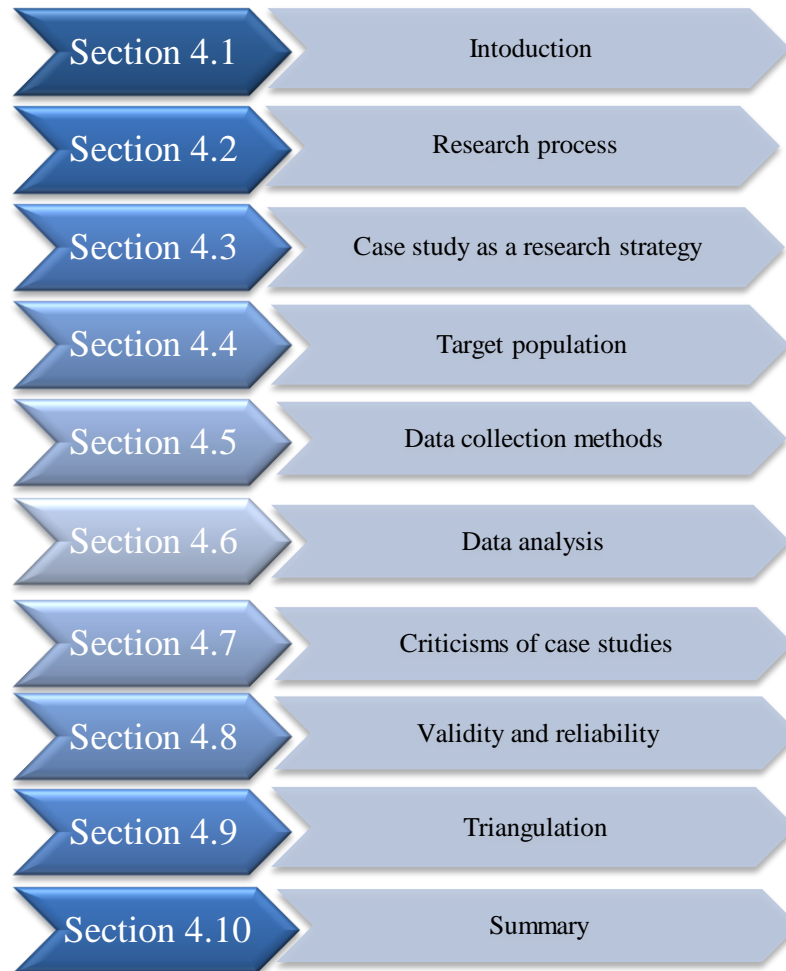 Section 4.1 Intoduction
Section 4.2 Research process
Section 4.3 Case study as a research strategy
Section 4.4 Target population
Section 4.5 Data collection methods
Section 4.6 Data analysis
Section 4.7 Criticisms of case studies
Section 4.8 Validity and reliability
Section 4.9 Triangulation
Section 4.10 Summary